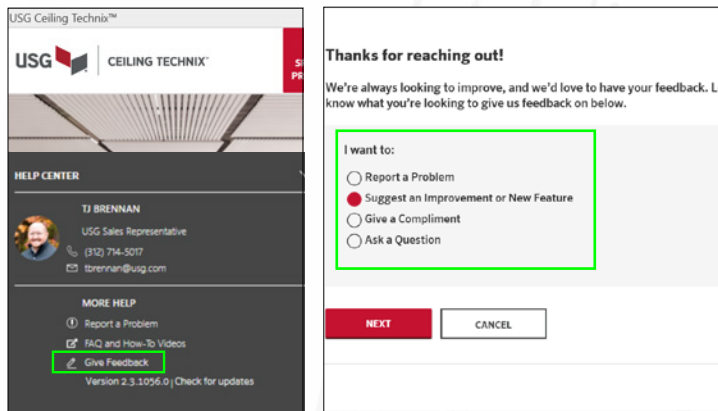 USG Ceiling Technix™
USG
CEILING TECHNIX™
HELP CENTER
TJ BRENNAN
USG Sales Representative
(312) 714-5017
tbrennan@usg.com
MORE HELP
Report a Problem
FAQ and How-To Videos
Give Feedback
Version 2.3.1056.0 | Check for updates
Thanks for reaching out!
We're always looking to improve, and we'd love to have your feedback. L
know what you're looking to give us feedback on below.
I want to:
Report a Problem
Suggest an Improvement or New Feature
Give a Compliment
Ask a Question
NEXT
CANCEL